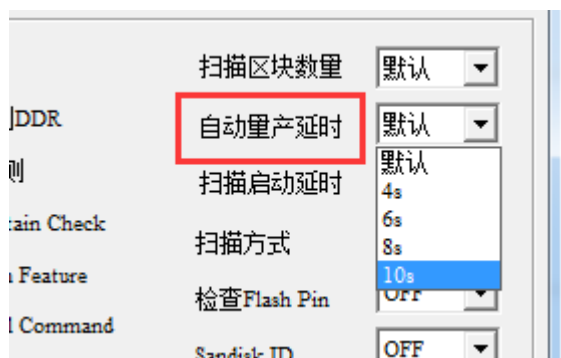 扫描区块数量 默认
DDR
自动量产延时 默认
默认
4s
6s
8s
10s
则
扫描启动延时
tain Check
扫描方式
Feature
检查Flash Pin OFF
Command
Sandisk ID OFF